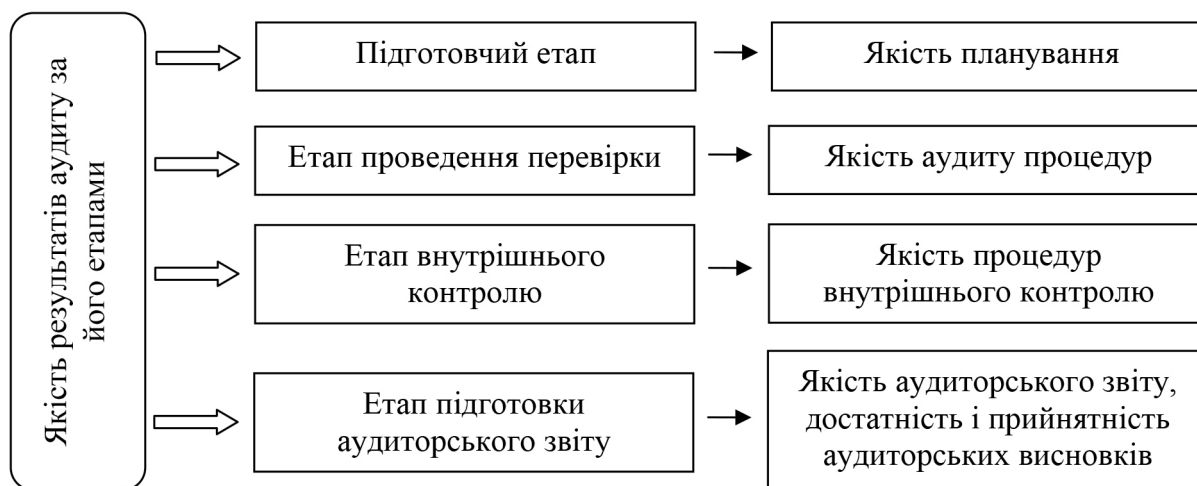 Якість результатів аудиту за
його етапами
Підготовчий етап
Якість планування
Етап проведення перевірки
Якість аудиту процедур
Етап внутрішнього
контролю
Якість процедур
внутрішнього контролю
Етап підготовки
аудиторського звіту
Якість аудиторського звіту,
достатність і прийнятність
аудиторських висновків